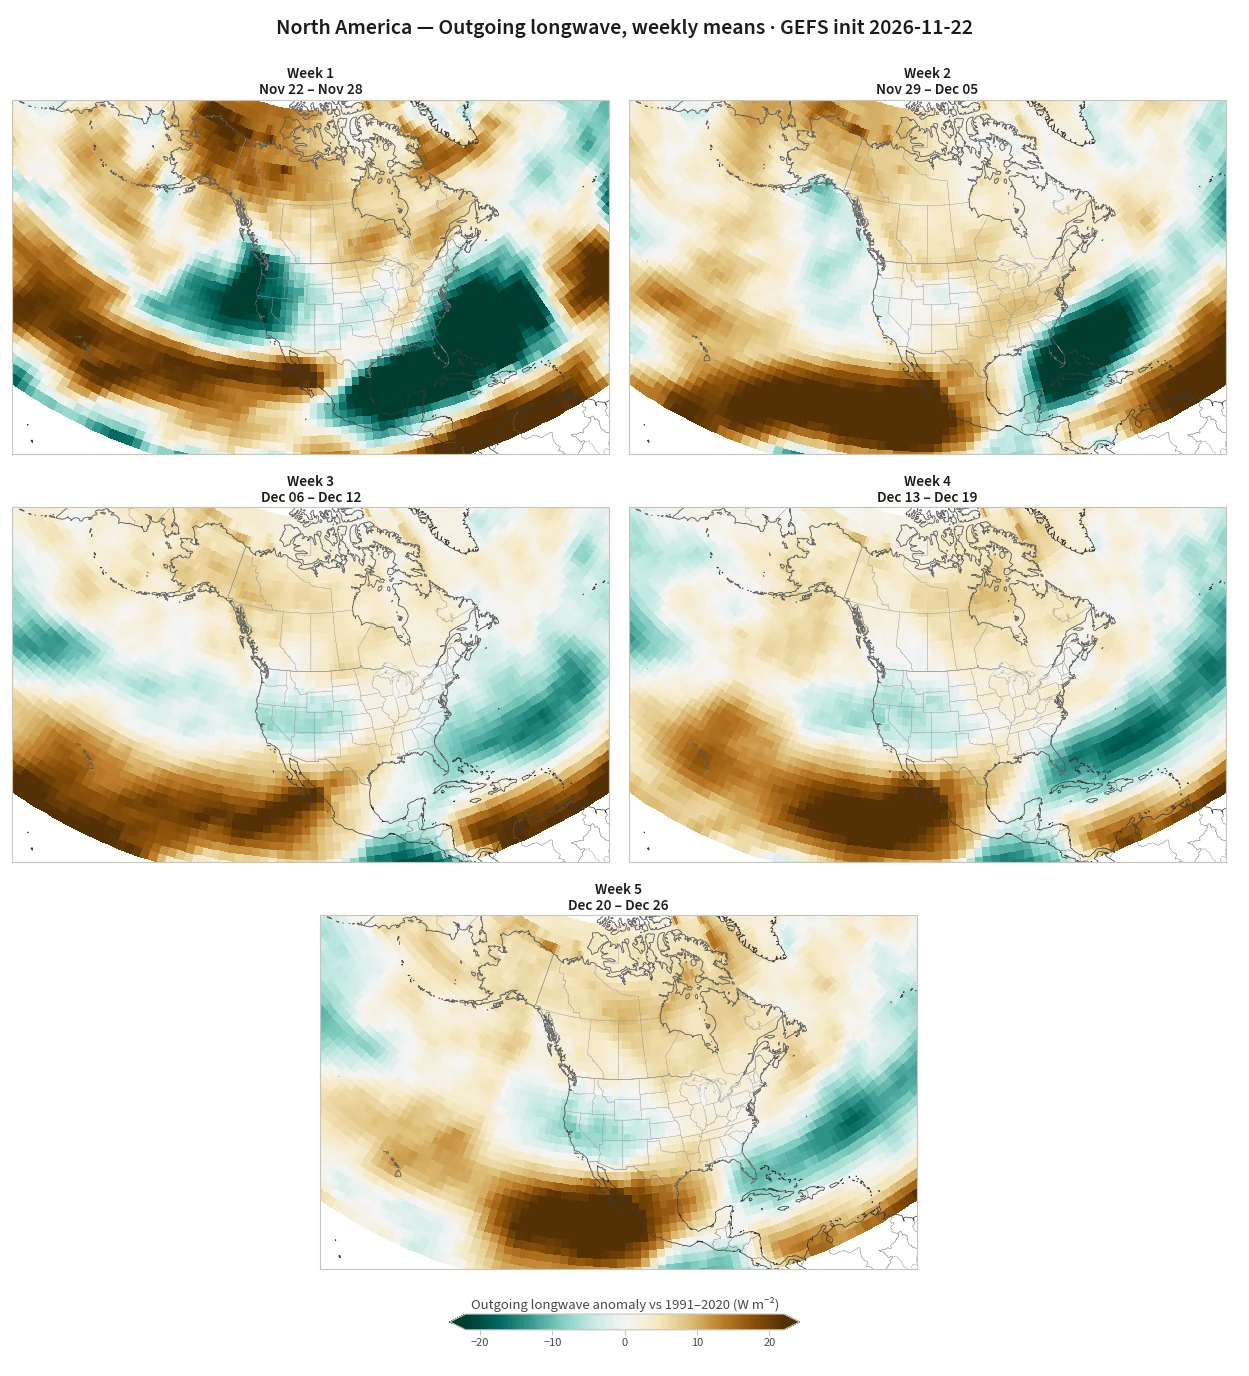 North America — Outgoing longwave, weekly means · GEFS init 2026-11-22
Week 1
Nov 22 – Nov 28
Week 2
Nov 29 – Dec 05
Week 3
Dec 06 – Dec 12
Week 4
Dec 13 – Dec 19
Week 5
Dec 20 – Dec 26
Outgoing longwave anomaly vs 1991–2020 (W m⁻²)
−20 −10 0 10 20